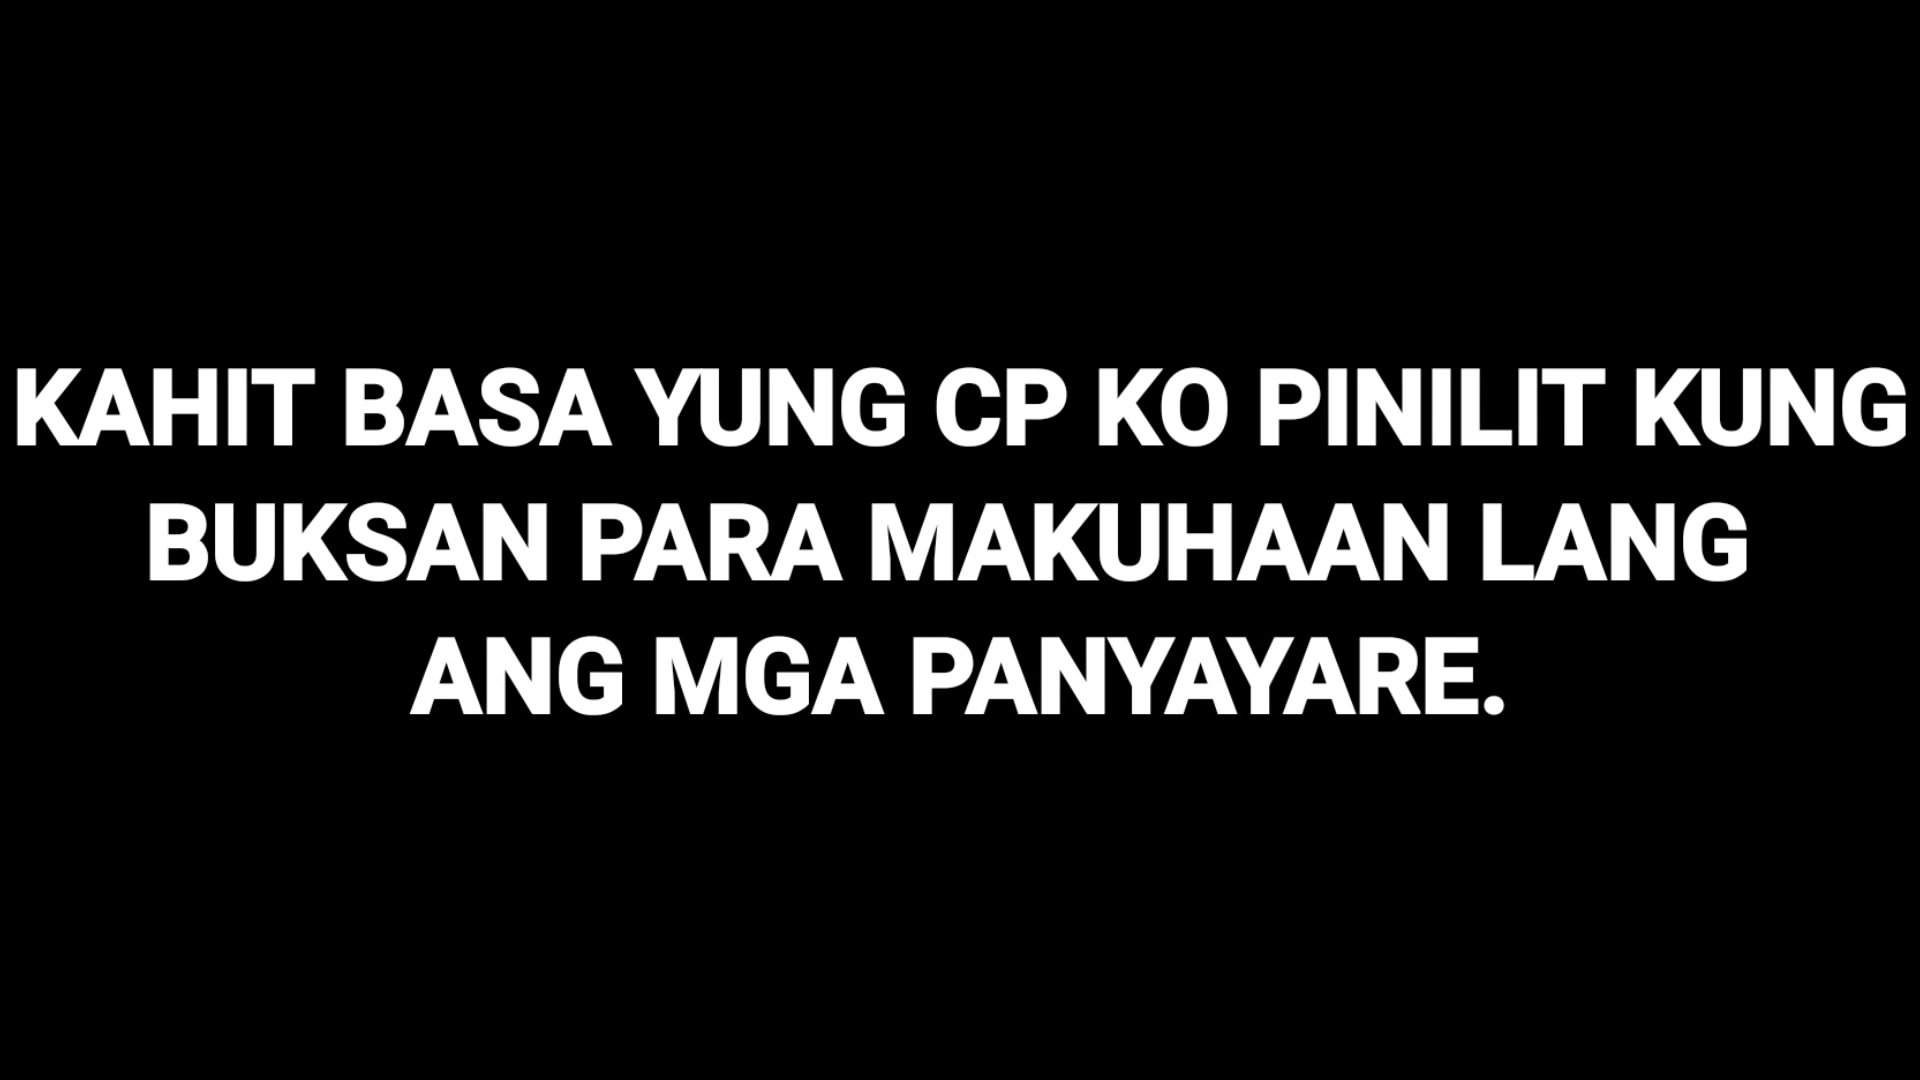 KAHIT BASA YUNG CP KO PINILIT KUNG
BUKSAN PARA MAKUHAAN LANG
ANG MGA PANYAYARE.